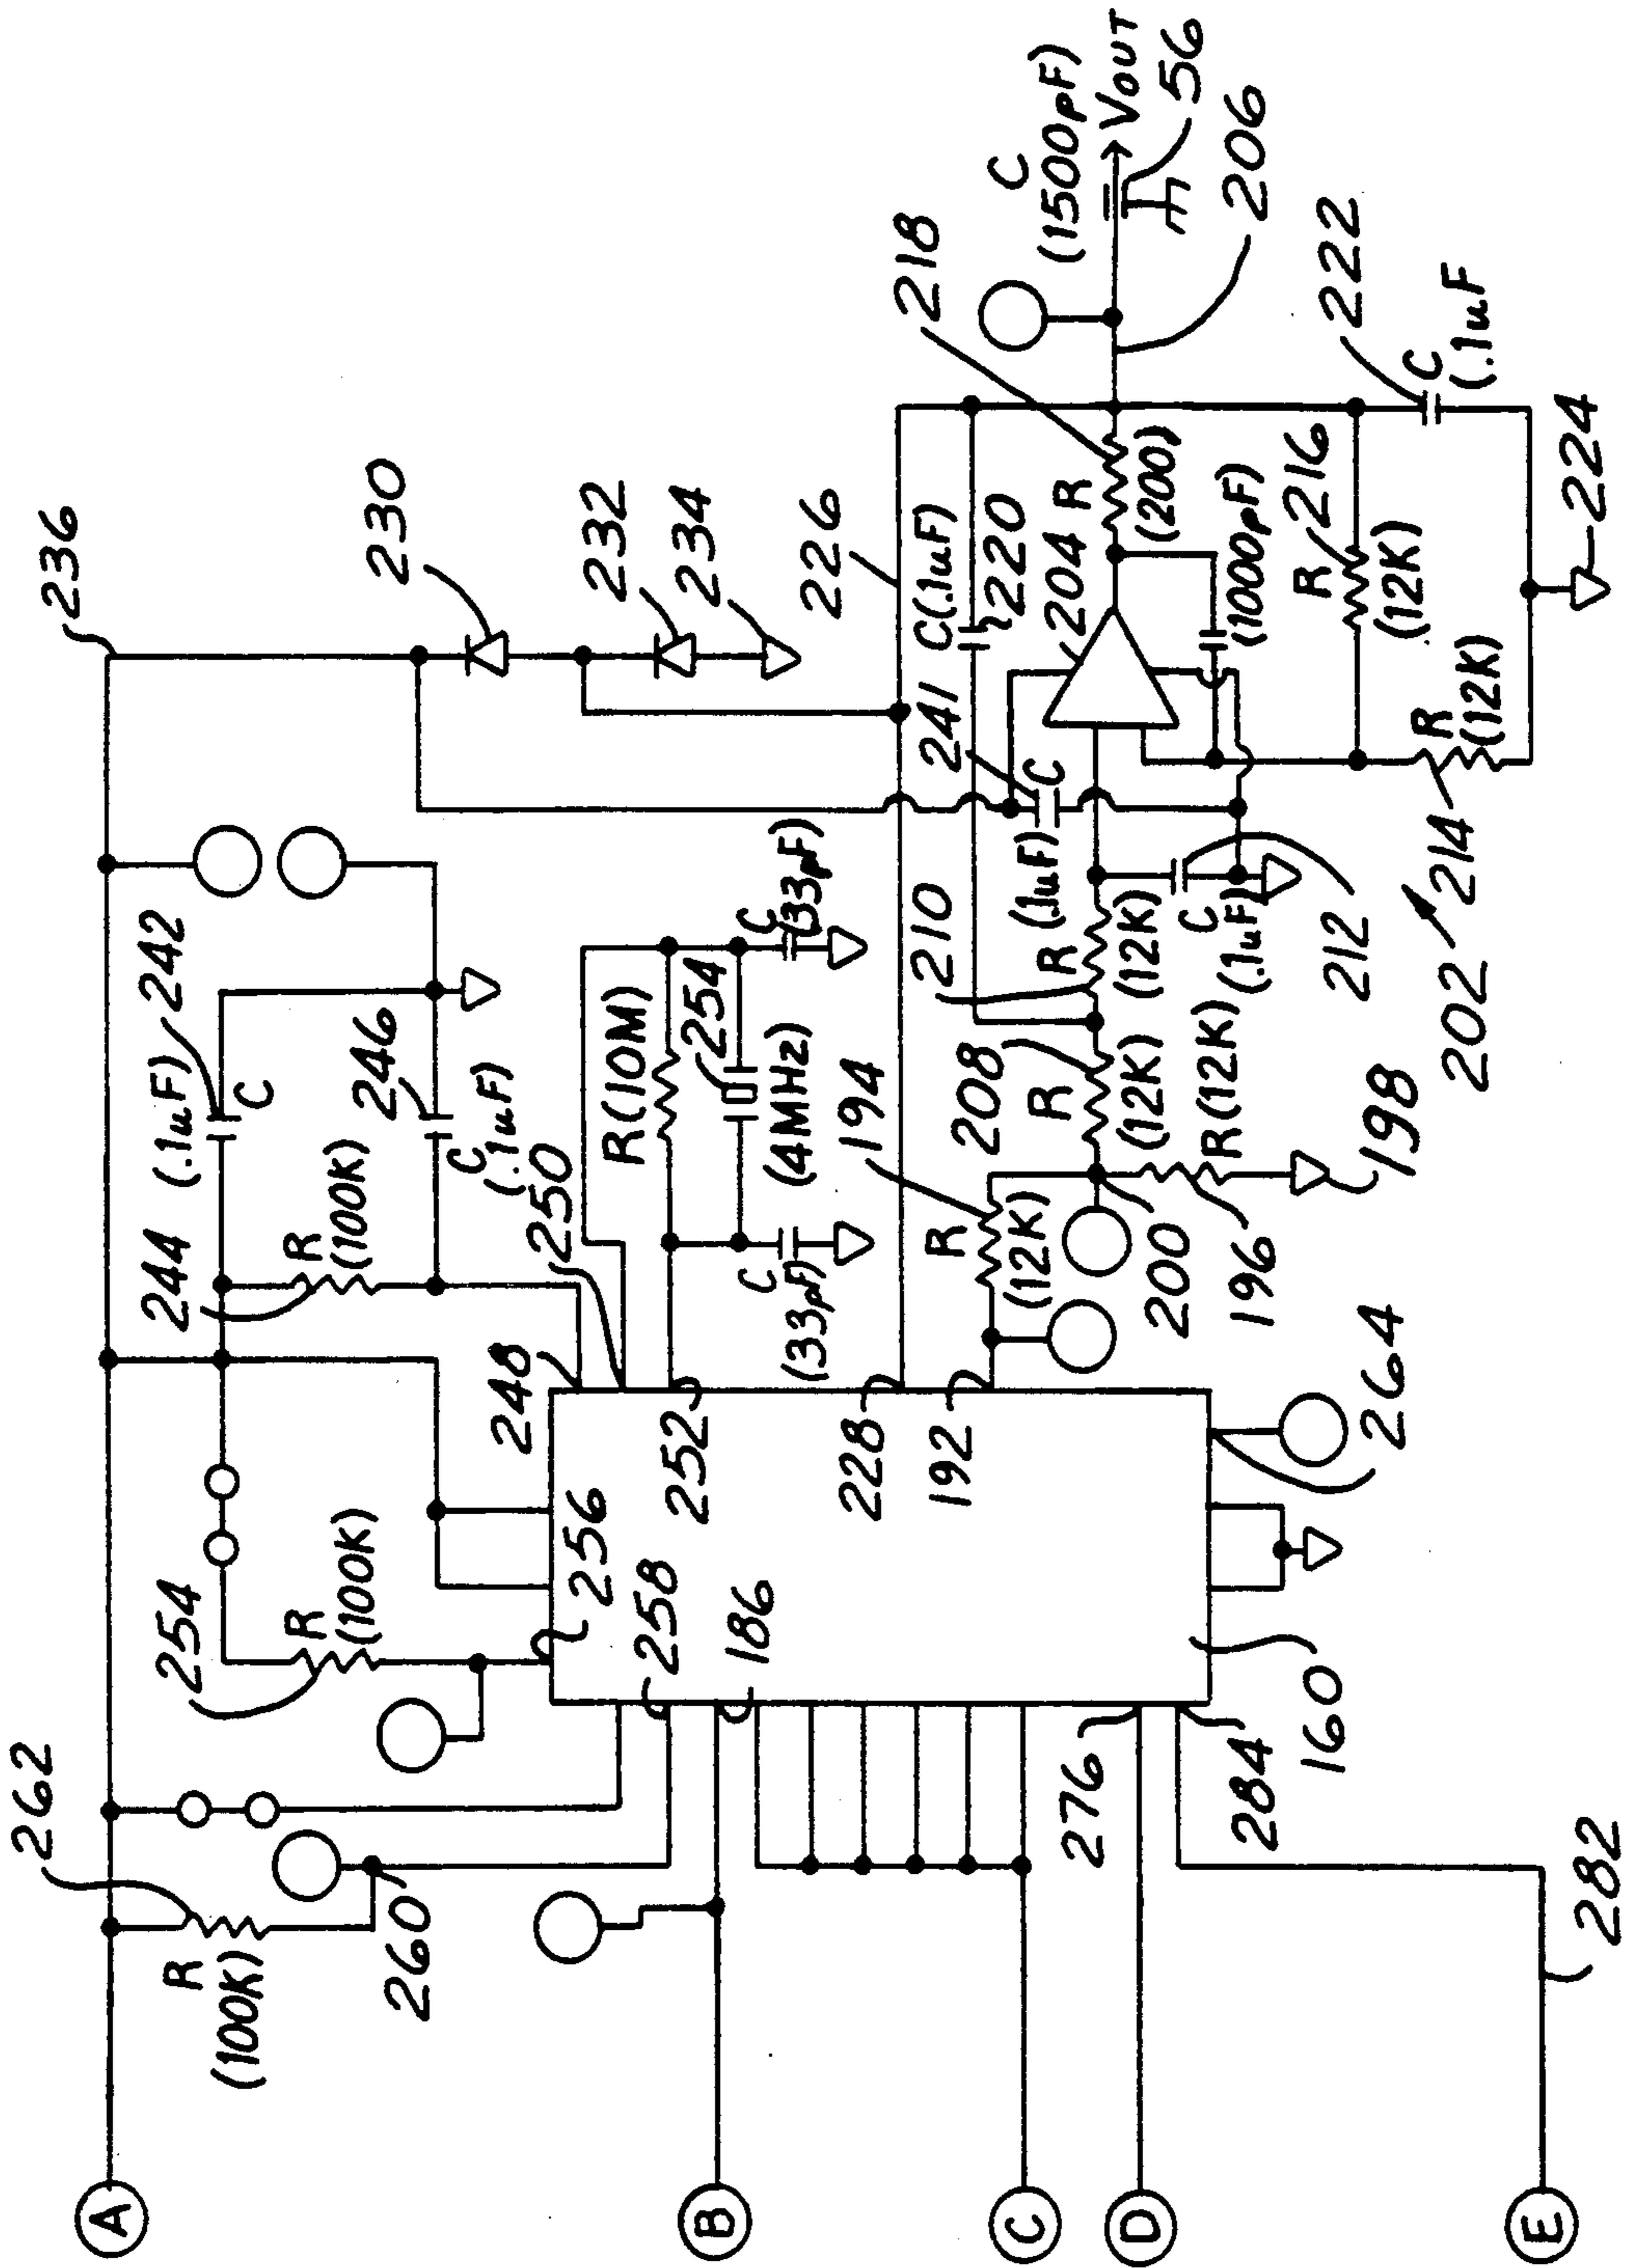 236
262
A
R
(100K)
244
(.1uF)
242
254
R
(100K)
R
(100K)
C
246
230
260
C
(.1uF)
248
250
256
232
R(10M)
254
234
258
252
B
C
(33pF)
(4MHz)
C
(33pF)
186
226
228
194
210
241
C(.1uF)
218
192
R
(12K)
208
(.1uF)
C
220
C
(1500pF)
C
R
(12K)
R
(12K)
204
R
(200)
VOUT
276
D
200
R(12K)
C
(.1uF)
56
284
196
212
(1000pF)
206
160
264
198
R
216
(12K)
222
214
R
(12K)
C
(.1uF
202
E
282
224